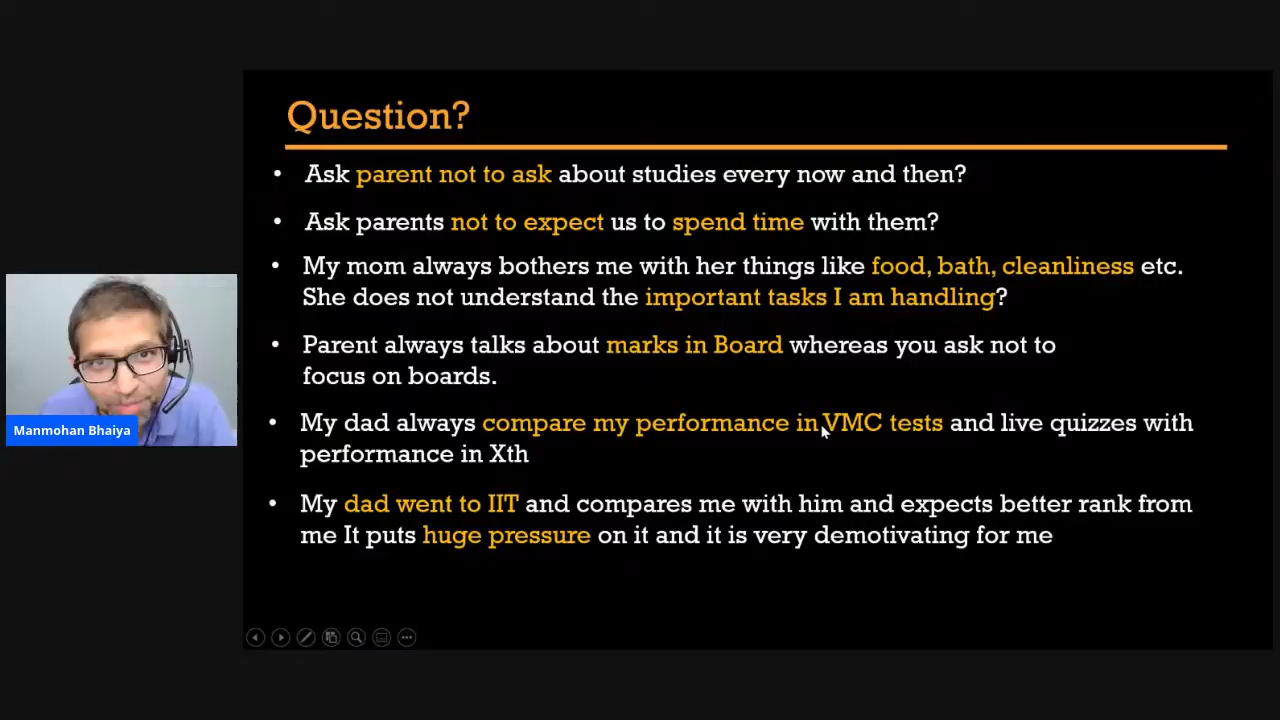 Question?
• Ask parent not to ask about studies every now and then?
• Ask parents not to expect us to spend time with them?
• My mom always bothers me with her things like food, bath, cleanliness etc.
She does not understand the important tasks I am handling?
• Parent always talks about marks in Board whereas you ask not to
focus on boards.
• My dad always compare my performance in VMC tests and live quizzes with
performance in Xth
• My dad went to IIT and compares me with him and expects better rank from
me It puts huge pressure on it and it is very demotivating for me
Manmohan Bhaiya